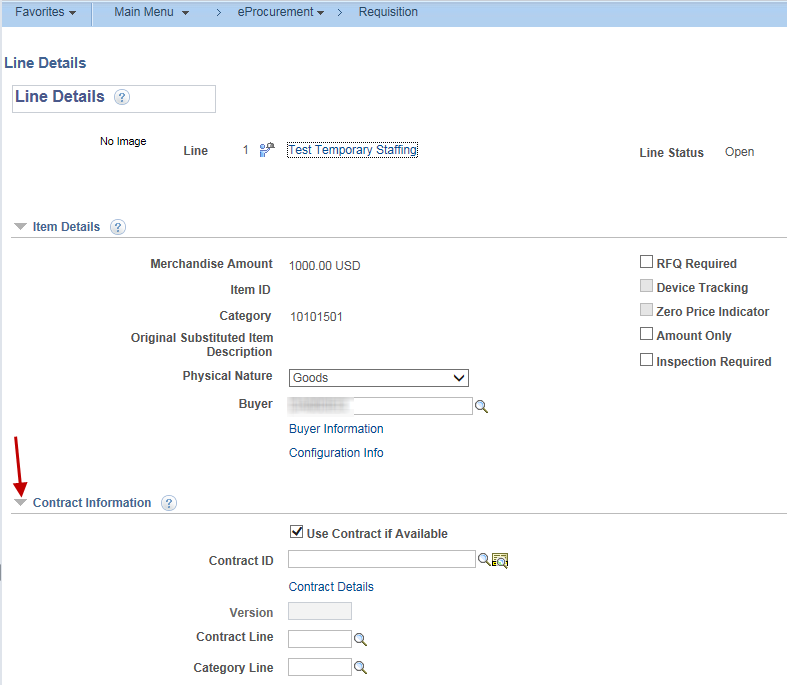 Favorites Main Menu > eProcurement > Requisition
Line Details
Line Details ?
No Image
Line 1 Test Temporary Staffing Line Status Open
Item Details ?
Merchandise Amount 1000.00 USD RFQ Required
Item ID Device Tracking
Category 10101501 Zero Price Indicator
Original Substituted Item
Description
Amount Only
Physical Nature Goods Inspection Required
Buyer
Buyer Information
Configuration Info
Contract Information ?
Use Contract if Available
Contract ID
Contract Details
Version
Contract Line
Category Line